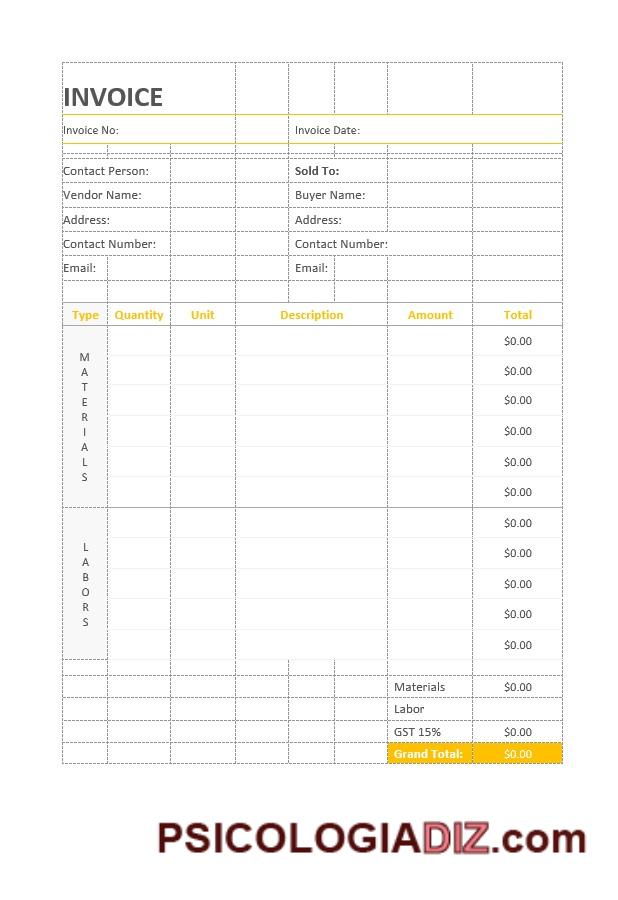 INVOICE
Invoice No: Invoice Date:
Contact Person: Sold To:
Vendor Name: Buyer Name:
Address: Address:
Contact Number: Contact Number:
Email: Email:
Type Quantity Unit Description Amount Total
MATERIALS
$0.00
$0.00
$0.00
$0.00
$0.00
$0.00
LABORS
$0.00
$0.00
$0.00
$0.00
$0.00
Materials $0.00
Labor
GST 15% $0.00
Grand Total: $0.00
PSICOLOGIADIZ.com